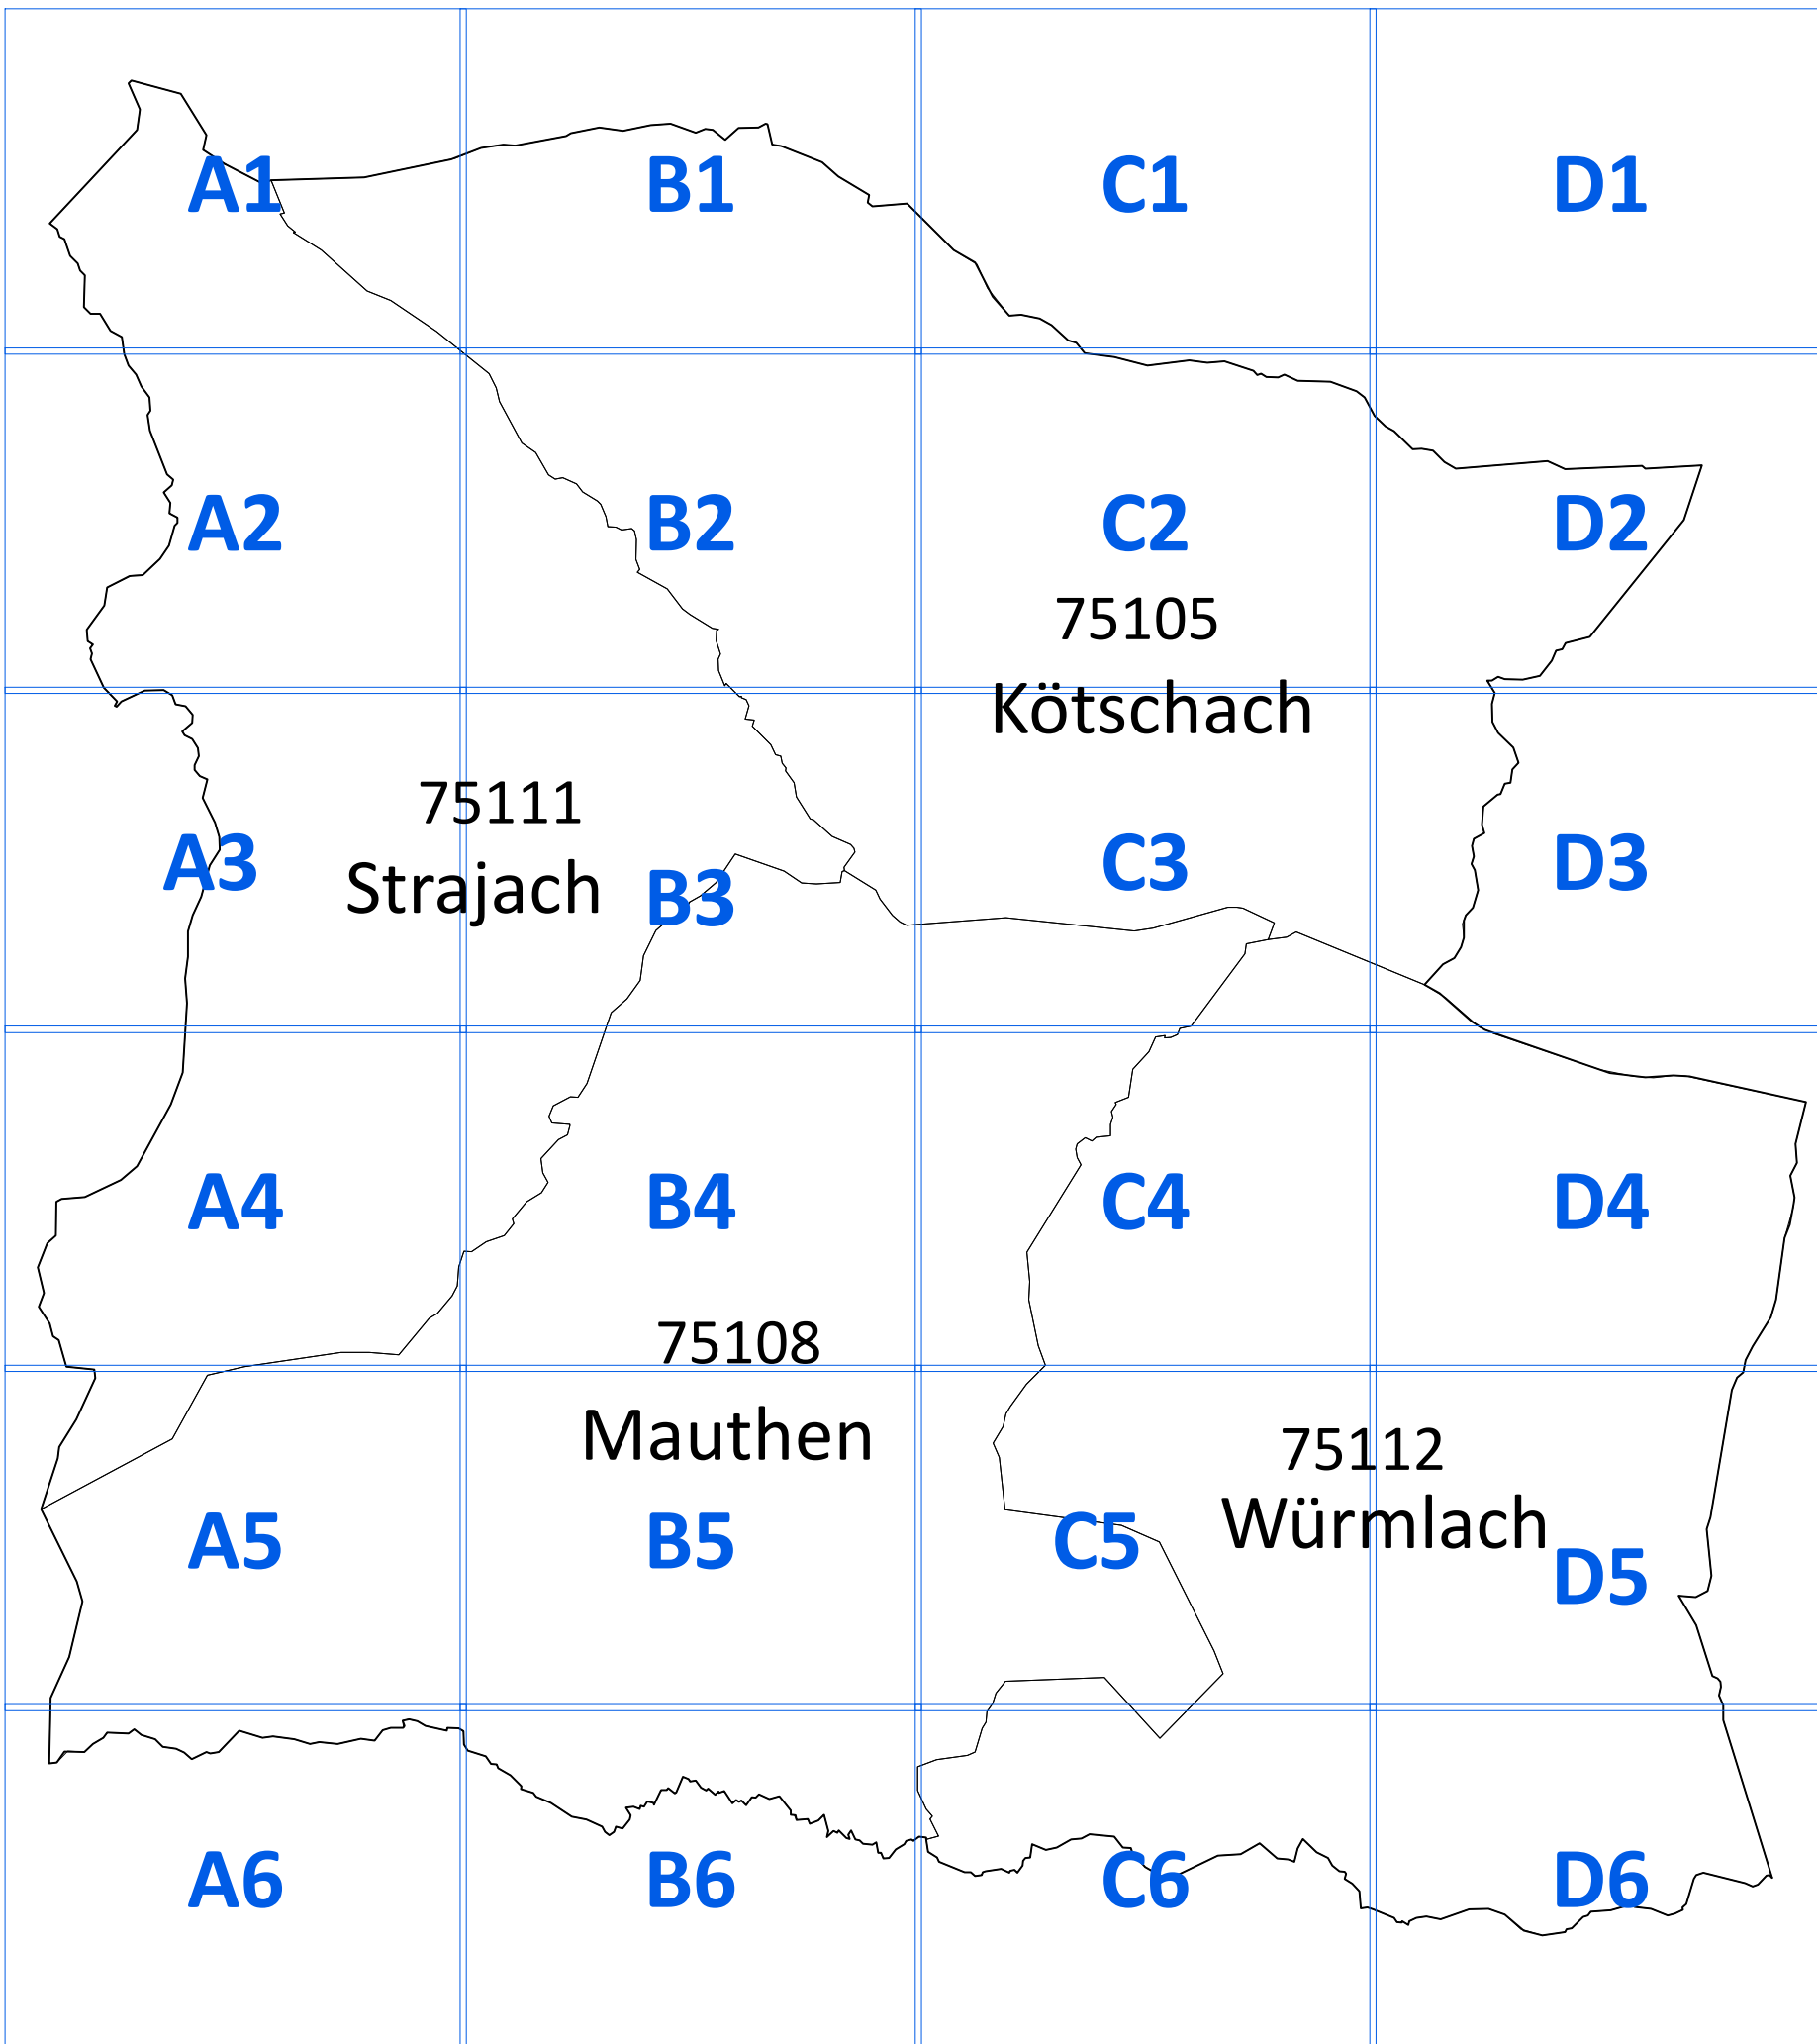 A1 B1 C1 D1
A2 B2 C2 D2
75105
Kötschach
75111
Strajach
A3 B3 C3 D3
A4 B4 C4 D4
75108
Mauthen
75112
Würmlach
A5 B5 C5 D5
A6 B6 C6 D6